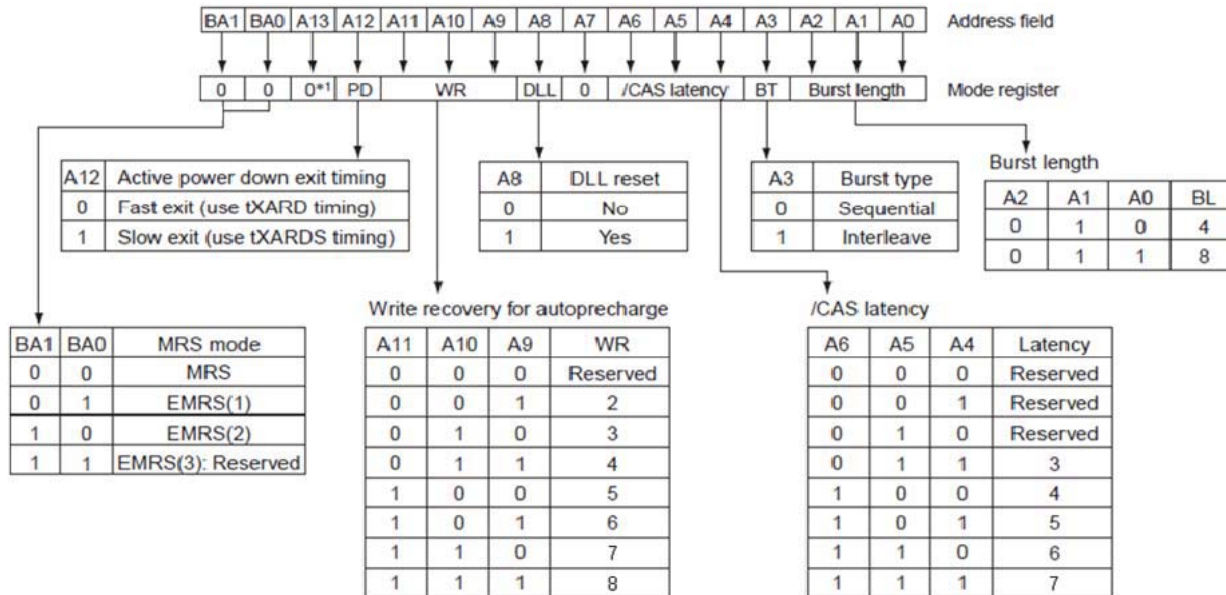 BA1 BA0 A13 A12 A11 A10 A9 A8 A7 A6 A5 A4 A3 A2 A1 A0 Address field
0 0 0*1 PD WR DLL 0 /CAS latency BT Burst length Mode register
A12 Active power down exit timing
0 Fast exit (use tXARD timing)
1 Slow exit (use tXARDS timing)
A8 DLL reset
0 No
1 Yes
A3 Burst type
0 Sequential
1 Interleave
Burst length
A2 A1 A0 BL
0 1 0 4
0 1 1 8
BA1 BA0 MRS mode
0 0 MRS
0 1 EMRS(1)
1 0 EMRS(2)
1 1 EMRS(3): Reserved
Write recovery for autoprecharge
A11 A10 A9 WR
0 0 0 Reserved
0 0 1 2
0 1 0 3
0 1 1 4
1 0 0 5
1 0 1 6
1 1 0 7
1 1 1 8
/CAS latency
A6 A5 A4 Latency
0 0 0 Reserved
0 0 1 Reserved
0 1 0 Reserved
0 1 1 3
1 0 0 4
1 0 1 5
1 1 0 6
1 1 1 7